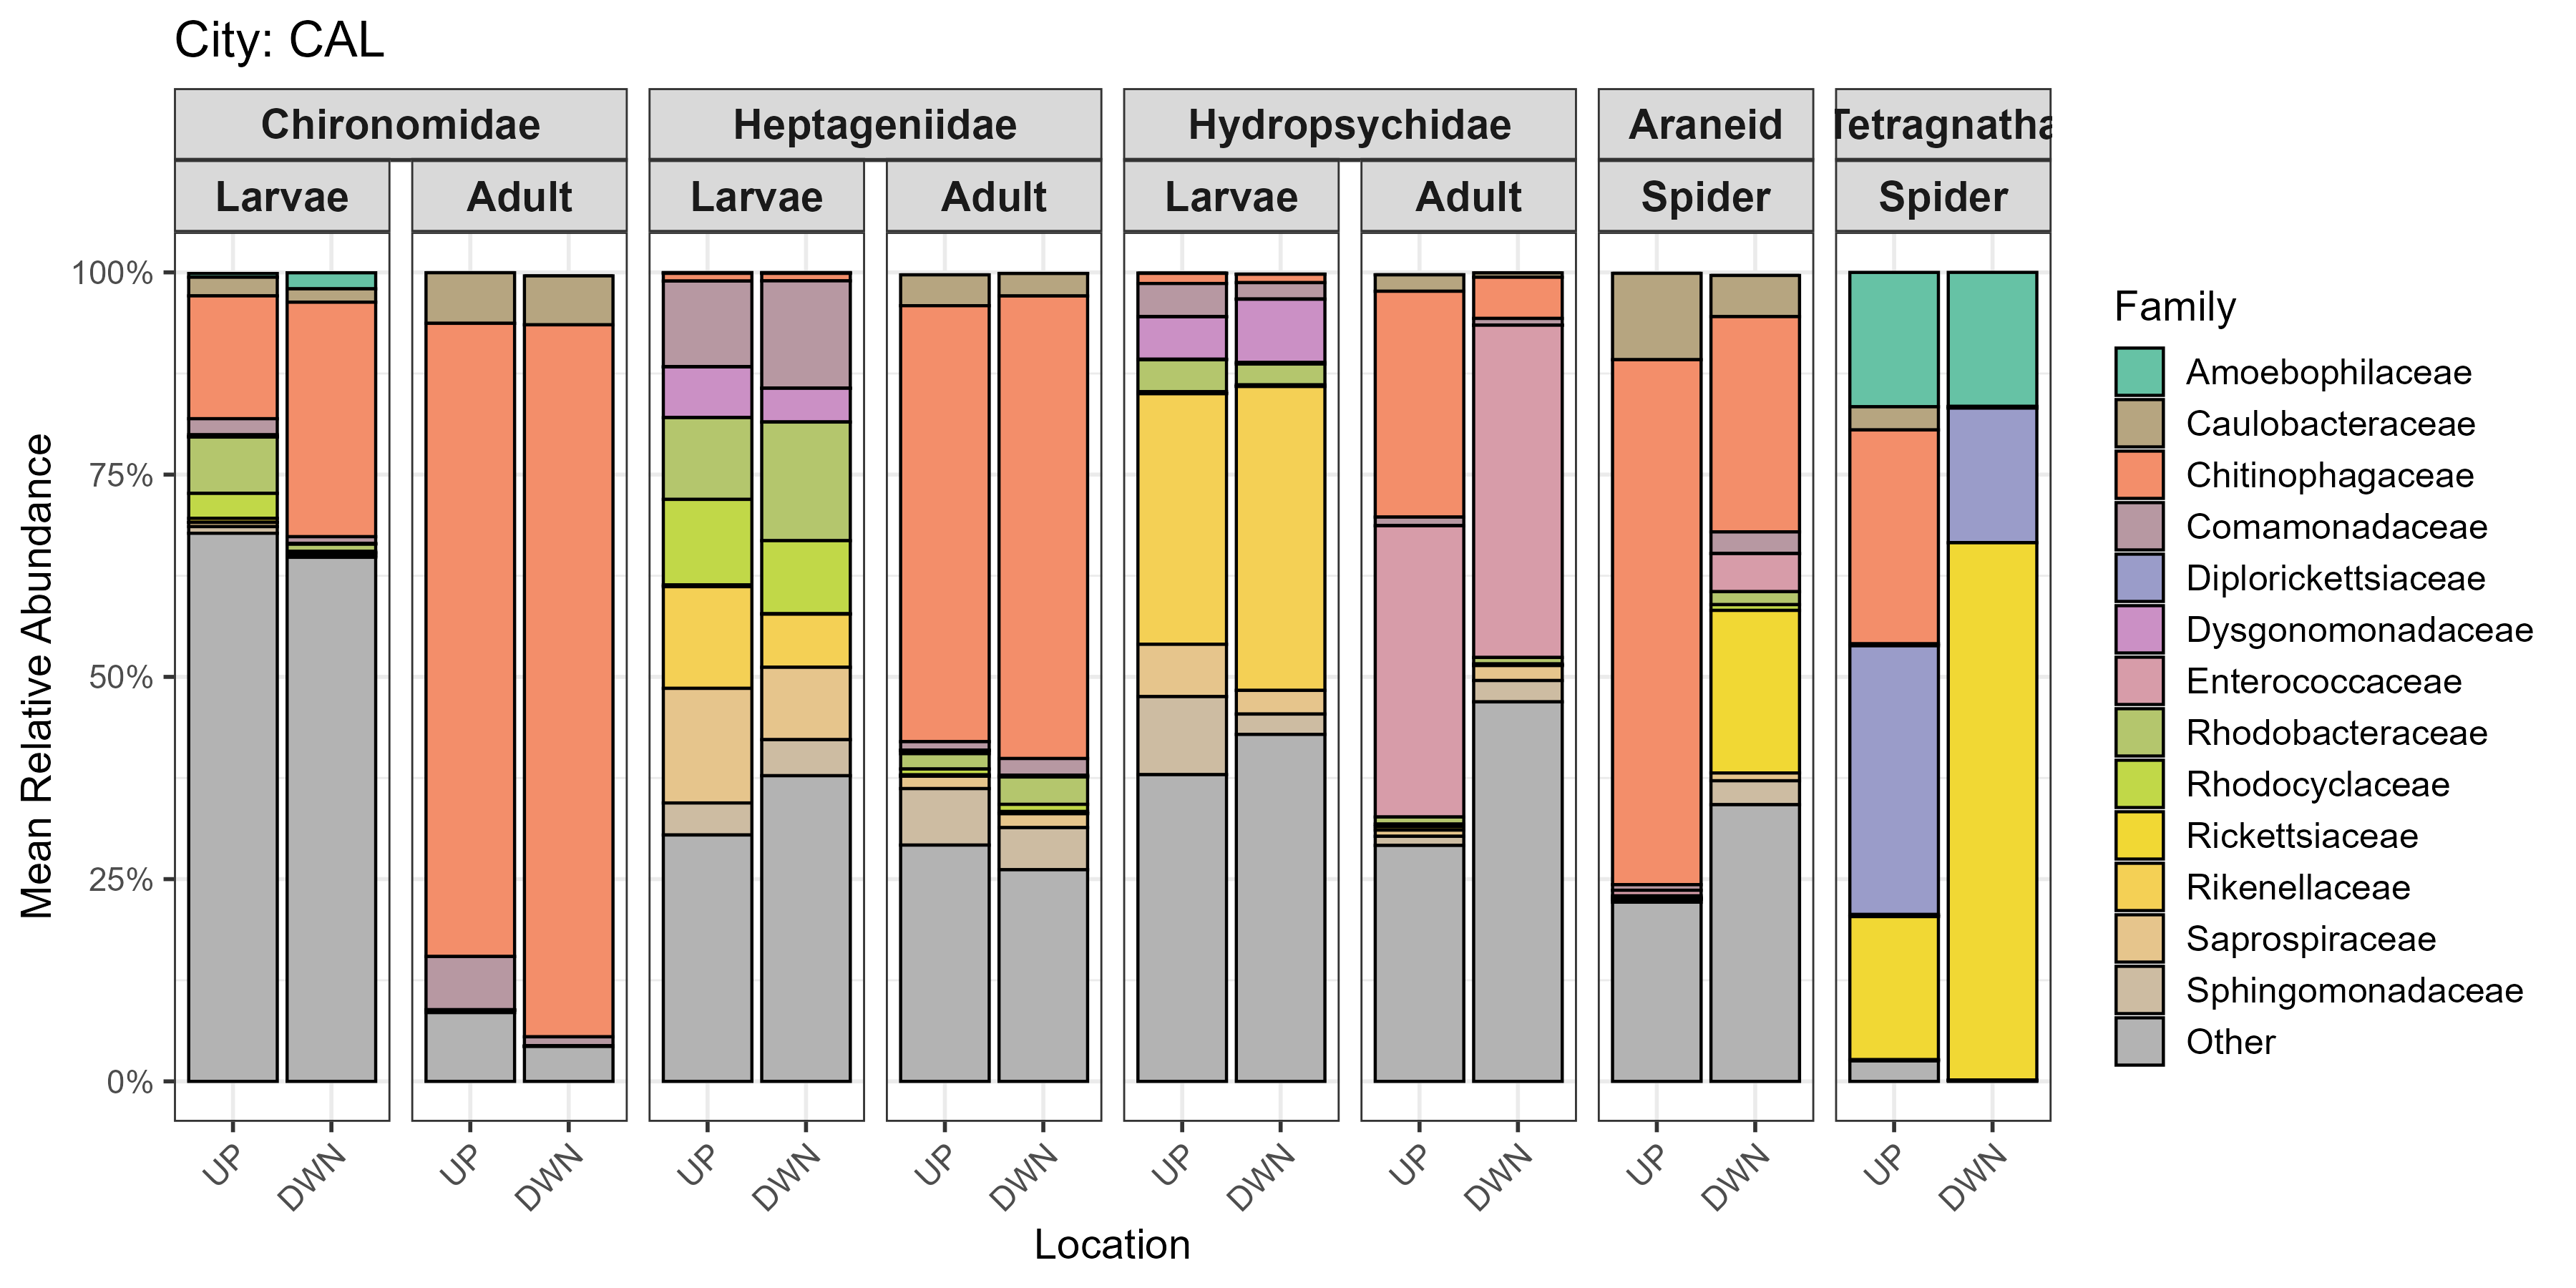 City: CAL
Chironomidae Heptageniidae Hydropsychidae Araneid Tetragnatha
Larvae Adult Larvae Adult Larvae Adult Spider Spider
100%
75%
50%
25%
0%
Mean Relative Abundance
UP DWN UP DWN UP DWN UP DWN UP DWN UP DWN UP DWN UP DWN
Location
Family
Amoebophilaceae
Caulobacteraceae
Chitinophagaceae
Comamonadaceae
Diplorickettsiaceae
Dysgonomonadaceae
Enterococcaceae
Rhodobacteraceae
Rhodocyclaceae
Rickettsiaceae
Rikenellaceae
Saprospiraceae
Sphingomonadaceae
Other